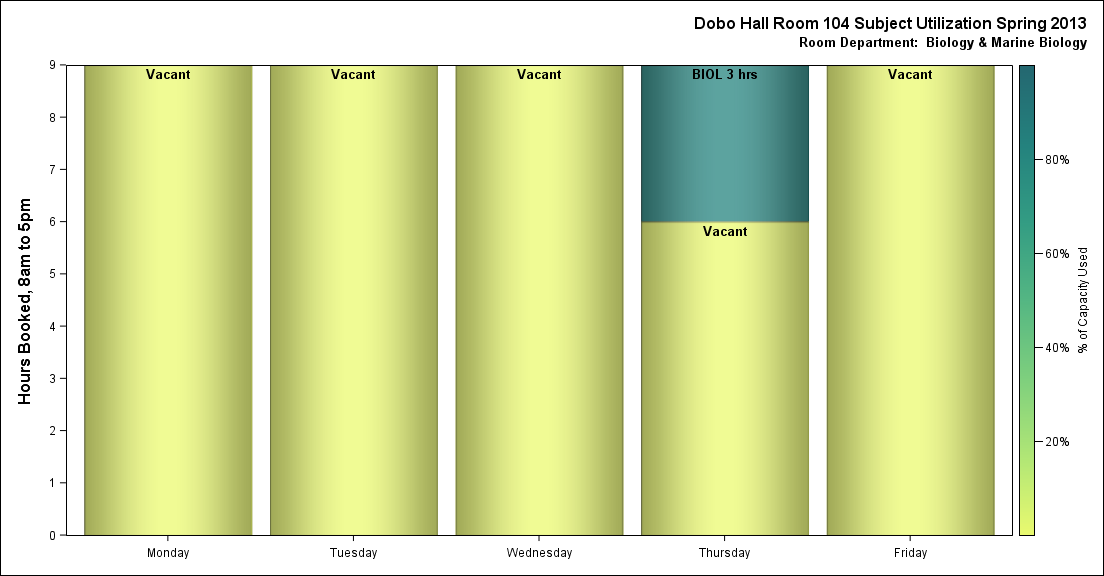 Dobo Hall Room 104 Subject Utilization Spring 2013
Room Department:  Biology & Marine Biology
Hours Booked, 8am to 5pm
9
8
7
6
5
4
3
2
1
0
Vacant
Vacant
Vacant
BIOL 3 hrs
Vacant
Vacant
Monday
Tuesday
Wednesday
Thursday
Friday
80%
60%
40%
20%
% of Capacity Used